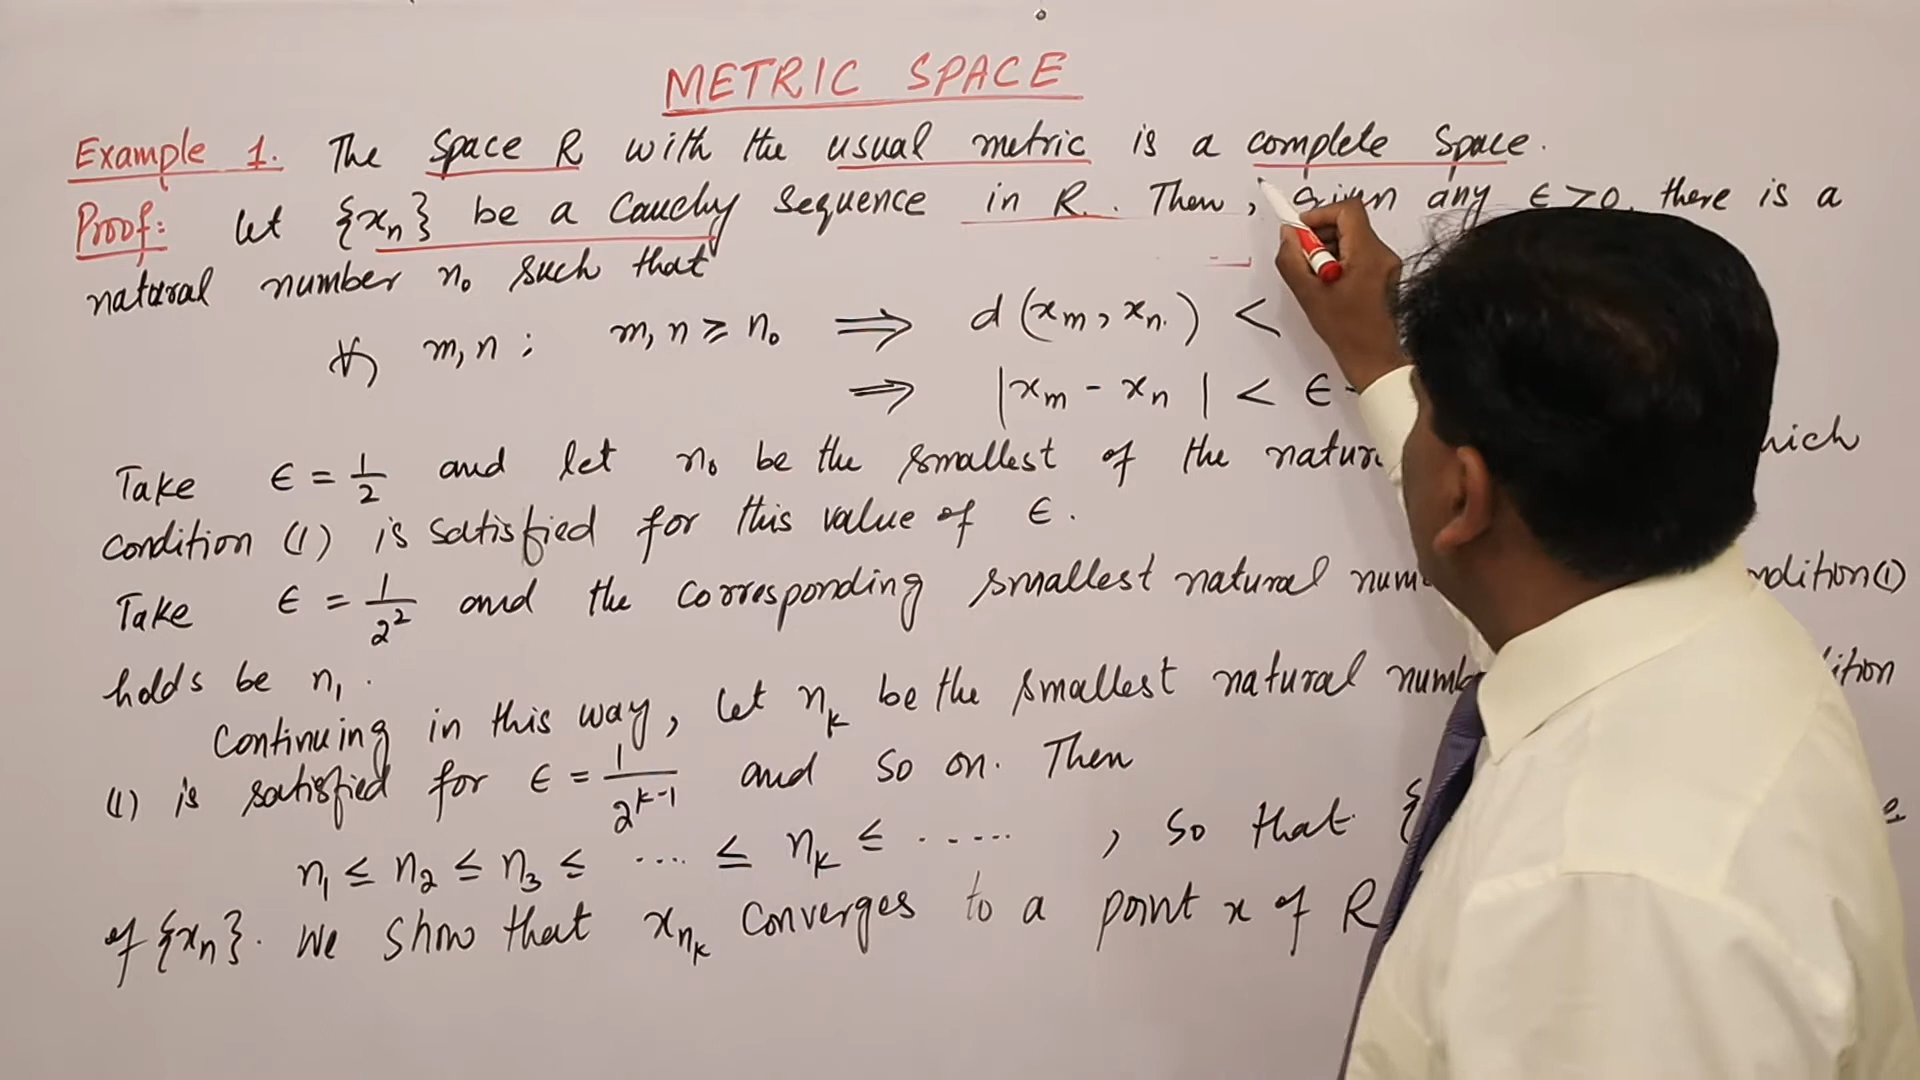 METRIC SPACE
Example 1. The space R with the usual metric is a complete space.
Proof: Let {xₙ} be a Cauchy sequence in R. Then, given any ϵ > 0, there is a
natural number n₀ such that
∀ m, n ; m, n ≥ n₀ ⟹ d(xₘ, xₙ) <
⟹ |xₘ - xₙ| < ϵ
Take ϵ = 1/2 and let n₀ be the smallest of the
condition (1) is satisfied for this value of ϵ.
Take ϵ = 1/2² and the corresponding smallest natural (1)
holds be n₁.
Continuing in this way, let nₖ be the smallest natural
(1) is satisfied for ϵ = 1/2^(k-1) and so on. Then
n₁ ≤ n₂ ≤ n₃ ≤ .... ≤ nₖ ≤ ......, so that {
of {xₙ}. We show that x_{nₖ} converges to a point x of R